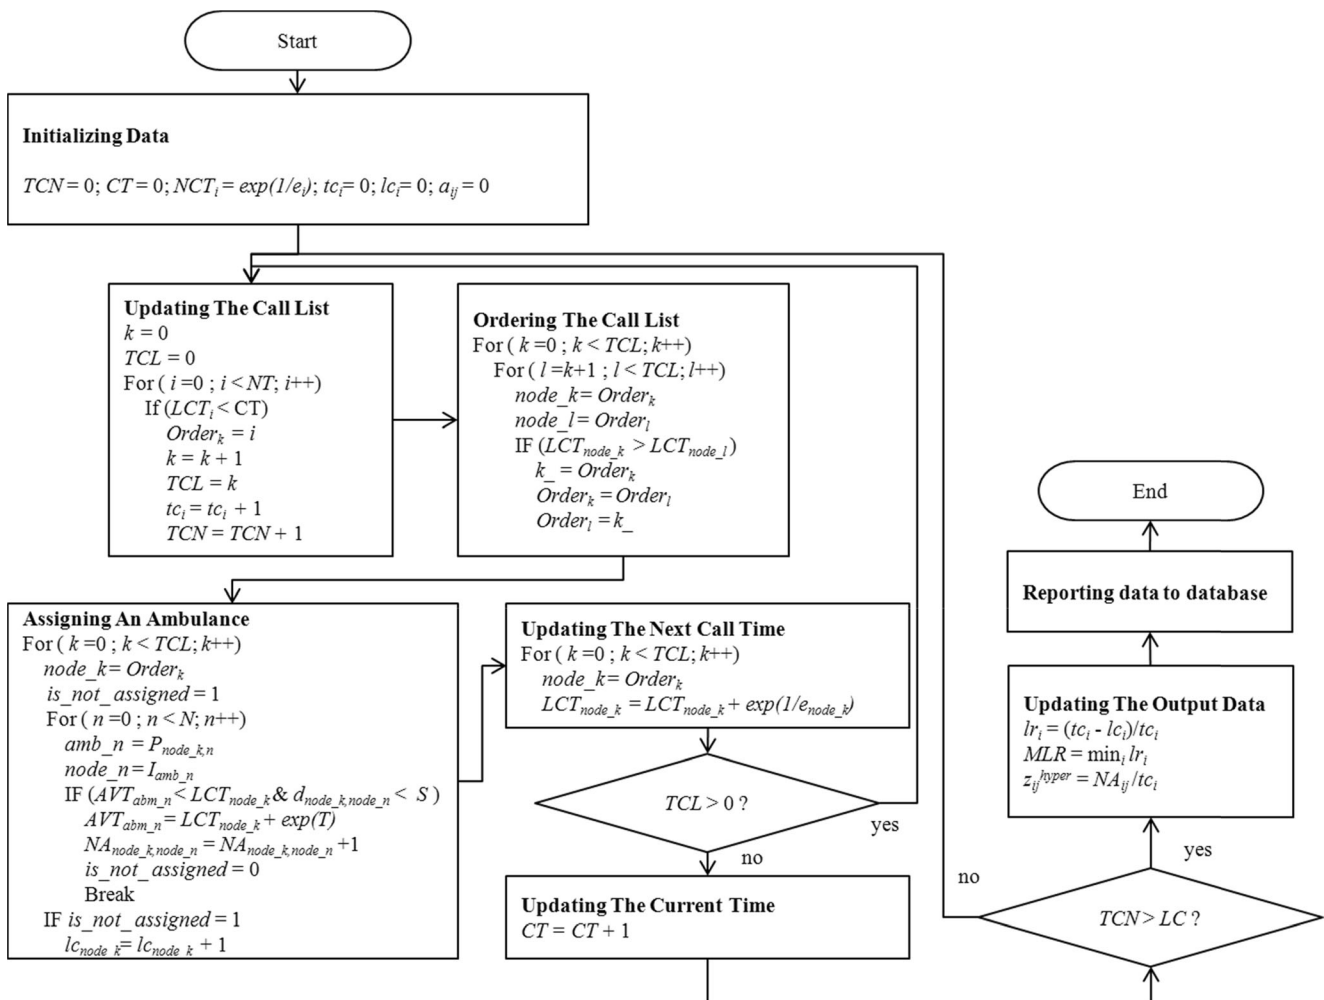 Start
Initializing Data
TCN = 0; CT = 0; NCT_i = exp(1/e_i); tc_i= 0; lc_i= 0; a_ij = 0
Updating The Call List
k = 0
TCL = 0
For ( i =0 ; i < NT; i++)
If (LCT_i < CT)
Order_k = i
k = k + 1
TCL = k
tc_i = tc_i + 1
TCN = TCN + 1
Ordering The Call List
For ( k =0 ; k < TCL; k++)
For ( l =k+1 ; l < TCL; l++)
node_k= Order_k
node_l= Order_l
IF (LCT_node_k > LCT_node_l)
k_ = Order_k
Order_k = Order_l
Order_l = k_
Assigning An Ambulance
For ( k =0 ; k < TCL; k++)
node_k= Order_k
is_not_assigned = 1
For ( n =0 ; n < N; n++)
amb_n = P_node_k,n
node_n = I_amb_n
IF (AVT_abm_n < LCT_node_k & d_node_k,node_n < S )
AVT_abm_n = LCT_node_k + exp(T)
NA_node_k,node_n = NA_node_k,node_n +1
is_not_assigned = 0
Break
IF is_not_assigned = 1
lc_node_k = lc_node_k + 1
Updating The Next Call Time
For ( k =0 ; k < TCL; k++)
node_k= Order_k
LCT_node_k = LCT_node_k + exp(1/e_node_k)
TCL > 0 ?
yes
no
Updating The Current Time
CT = CT + 1
TCN > LC ?
no
yes
Updating The Output Data
lr_i = (tc_i - lc_i)/tc_i
MLR = min_i lr_i
z_ij^hyper = NA_ij/tc_i
Reporting data to database
End